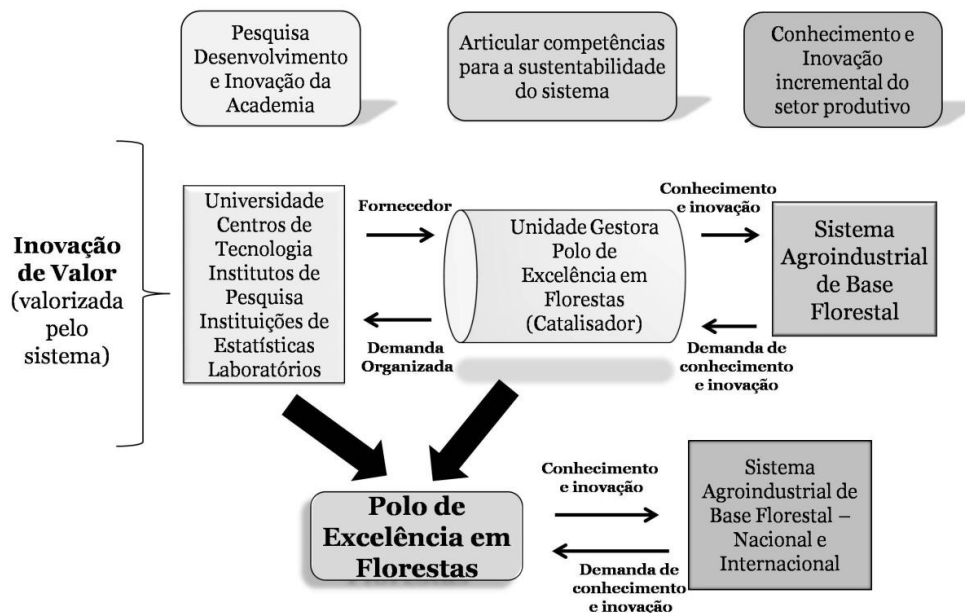 Pesquisa
Desenvolvimento
e Inovação da
Academia
Articular competências
para a sustentabilidade
do sistema
Conhecimento e
Inovação
incremental do
setor produtivo
Inovação
de Valor
(valorizada
pelo
sistema)
Universidade
Centros de
Tecnologia
Institutos de
Pesquisa
Instituições de
Estatísticas
Laboratórios
Fornecedor
Demanda
Organizada
Unidade Gestora
Polo de
Excelência em
Florestas
(Catalisador)
Conhecimento
e inovação
Demanda de
conhecimento
e inovação
Sistema
Agroindustrial
de Base
Florestal
Polo de
Excelência em
Florestas
Conhecimento
e inovação
Demanda de
conhecimento
e inovação
Sistema
Agroindustrial de
Base Florestal –
Nacional e
Internacional